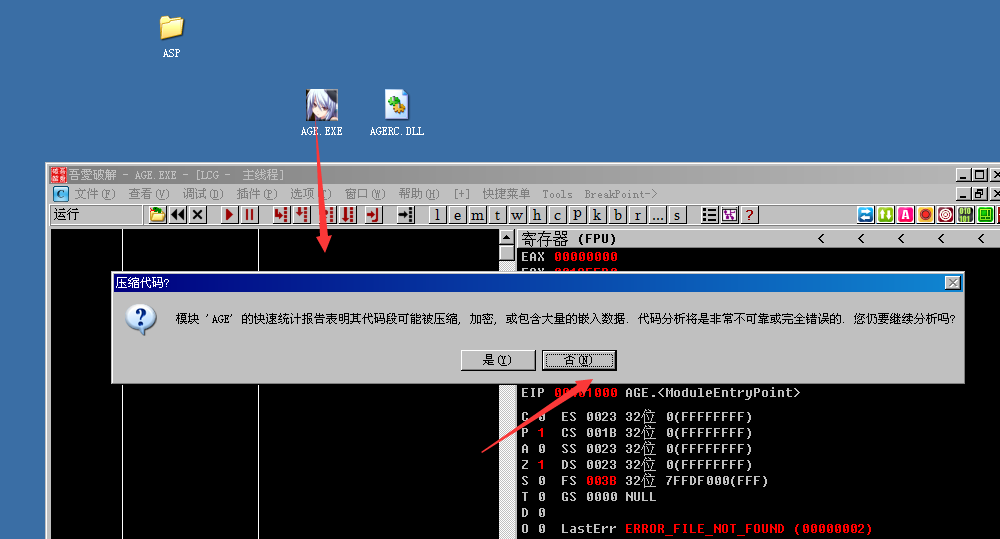 ASP
AGE.EXE
AGERC.DLL
吾愛破解 - AGE.EXE - [LCG - 主线程]
C 文件(F) 查看(V) 调试(D) 插件(P) 选项(T) 窗口(W) 帮助(H) [+] 快捷菜单 Tools BreakPoint->
运行 l e m t w h c p k b r ... s ?
寄存器 (FPU) < < < < <
EAX 00000000
压缩代码?
模块 'AGE' 的快速统计报告表明其代码段可能被压缩, 加密, 或包含大量的嵌入数据. 代码分析将是非常不可靠或完全错误的. 您仍要继续分析吗?
是(Y) 否(N)
EIP 00401000 AGE.<ModuleEntryPoint>
C 0 ES 0023 32位 0(FFFFFFFF)
P 1 CS 001B 32位 0(FFFFFFFF)
A 0 SS 0023 32位 0(FFFFFFFF)
Z 1 DS 0023 32位 0(FFFFFFFF)
S 0 FS 003B 32位 7FFDF000(FFF)
T 0 GS 0000 NULL
D 0
O 0 LastErr ERROR_FILE_NOT_FOUND (00000002)